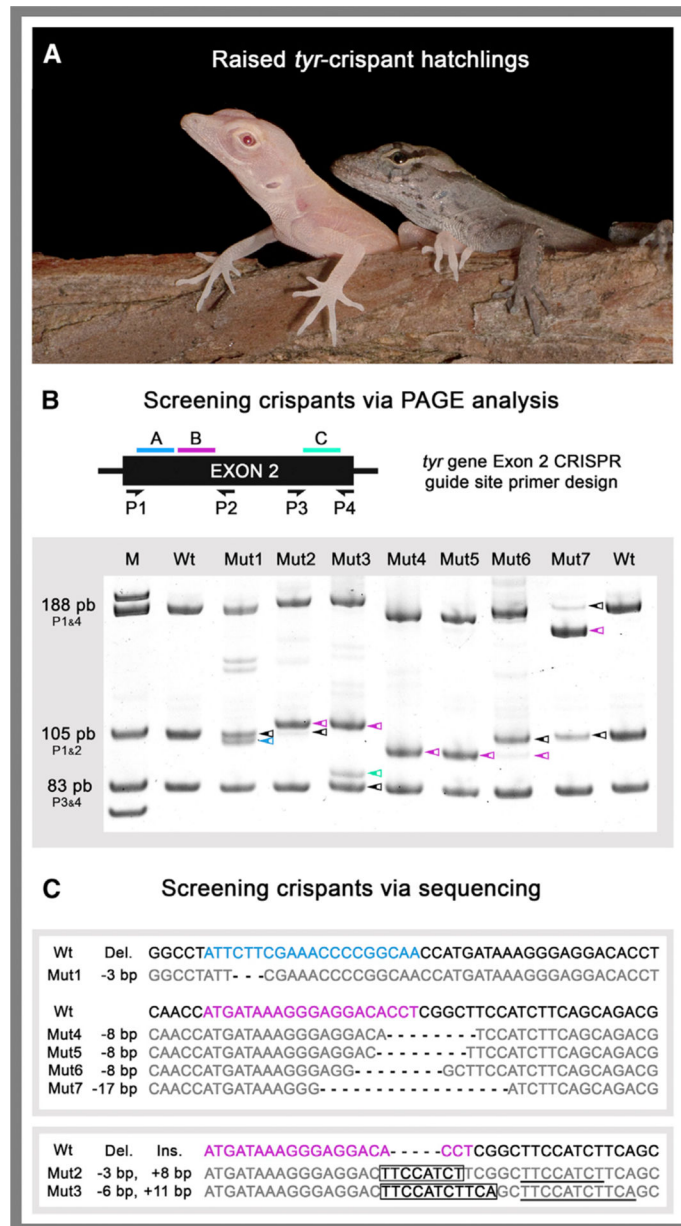 A
Raised tyr-crispant hatchlings
B
Screening crispants via PAGE analysis
A B C
EXON 2
P1 P2 P3 P4
tyr gene Exon 2 CRISPR
guide site primer design
M Wt Mut1 Mut2 Mut3 Mut4 Mut5 Mut6 Mut7 Wt
188 pb
P1&4
105 pb
P1&2
83 pb
P3&4
C
Screening crispants via sequencing
Wt Del. GGCCTATTCTTCGAAACCCCGGCAACCATGATAAAGGGAGGACACCT
Mut1 -3 bp GGCCTATT---CGAAACCCCGGCAACCATGATAAAGGGAGGACACCT
Wt CAACCATGATAAAGGGAGGACACCTCGGCTTCCATCTTCAGCAGACG
Mut4 -8 bp CAACCATGATAAAGGGAGGACA--------TCCATCTTCAGCAGACG
Mut5 -8 bp CAACCATGATAAAGGGAGGAC--------TTCCATCTTCAGCAGACG
Mut6 -8 bp CAACCATGATAAAGGGAGG--------GCTTCCATCTTCAGCAGACG
Mut7 -17 bp CAACCATGATAAAGGG-----------------ATCTTCAGCAGACG
Wt Del. Ins. ATGATAAAGGGAGGACA-----CCTCGGCTTCCATCTTCAGC
Mut2 -3 bp, +8 bp ATGATAAAGGGAGGACTTCCATCTTCGGCTTCCATCTTCAGC
Mut3 -6 bp, +11 bp ATGATAAAGGGAGGACTTCCATCTTCAGCTTCCATCTTCAGC